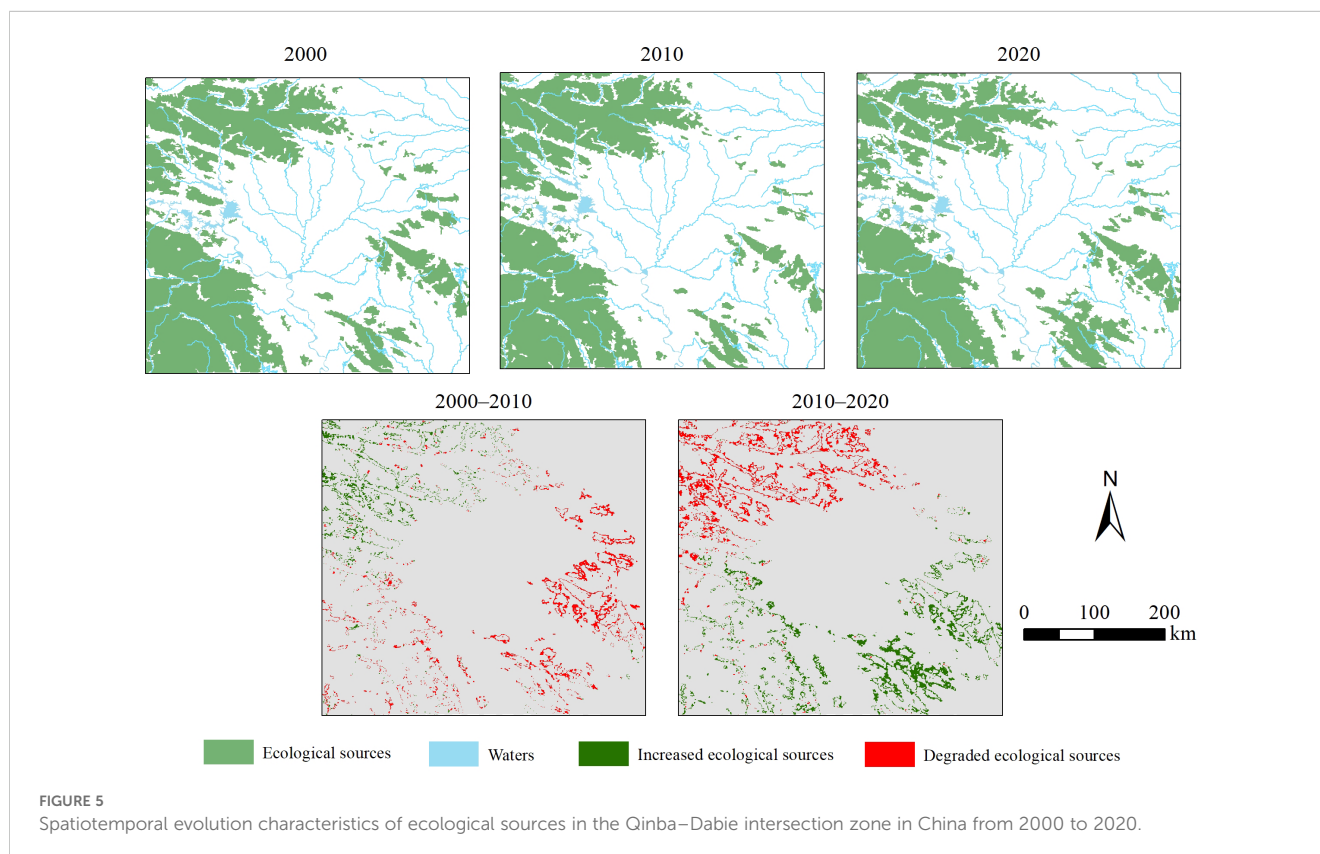 2000
2010
2020
2000–2010
2010–2020
N
0 100 200
km
Ecological sources
Waters
Increased ecological sources
Degraded ecological sources
FIGURE 5
Spatiotemporal evolution characteristics of ecological sources in the Qinba–Dabie intersection zone in China from 2000 to 2020.